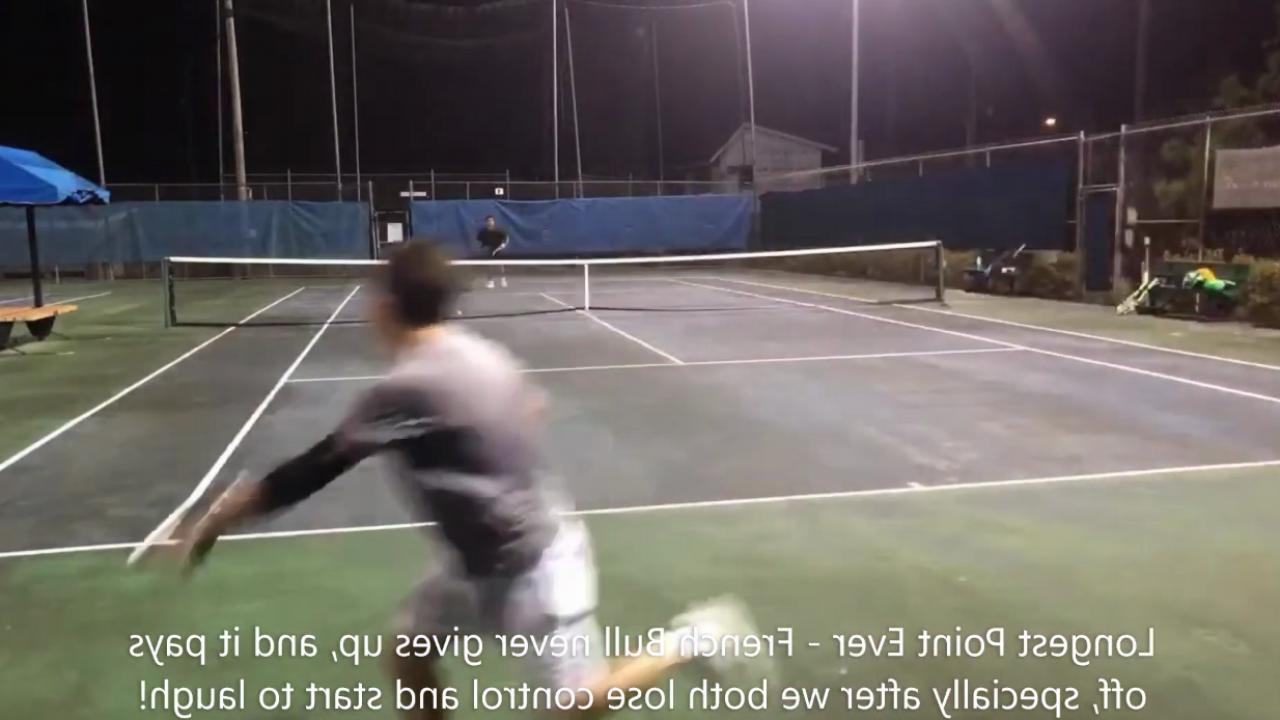 Longest Point Ever - French Bull never gives up, and it pays
off, specially after we both lose control and start to laugh!